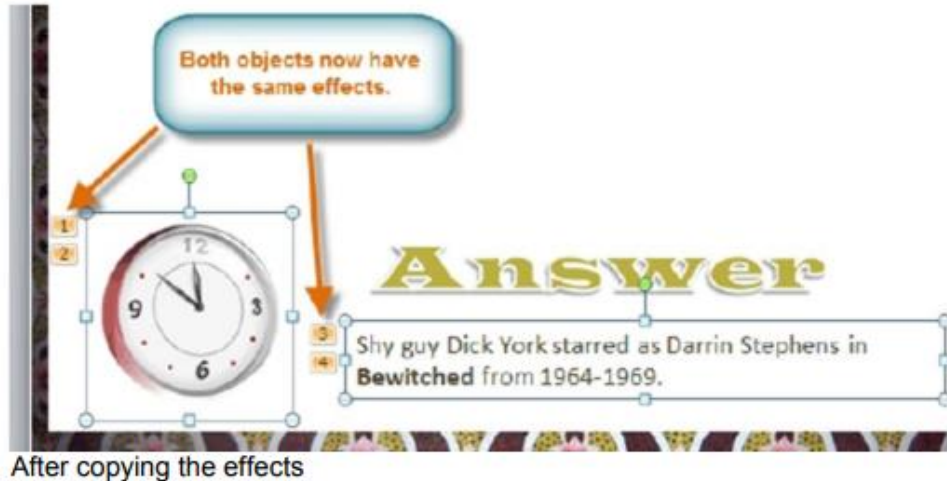 Both objects now have
the same effects.
1
2
12
9
3
6
Answer
3
4
Shy guy Dick York starred as Darrin Stephens in
Bewitched from 1964-1969.
After copying the effects